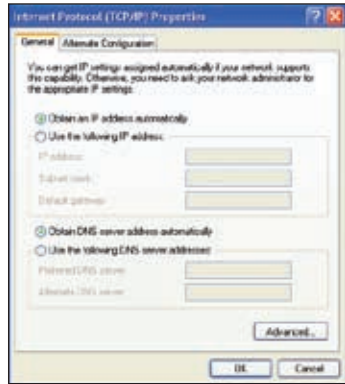 Internet Protocol (TCP/IP) Properties
General
Alternate Configuration
You can get IP settings assigned automatically if your network supports
this capability. Otherwise, you need to ask your network administrator for
the appropriate IP settings.
Obtain an IP address automatically
Use the following IP address:
IP address:
Subnet mask:
Default gateway:
Obtain DNS server address automatically
Use the following DNS server addresses:
Preferred DNS server:
Alternate DNS server:
Advanced...
OK
Cancel